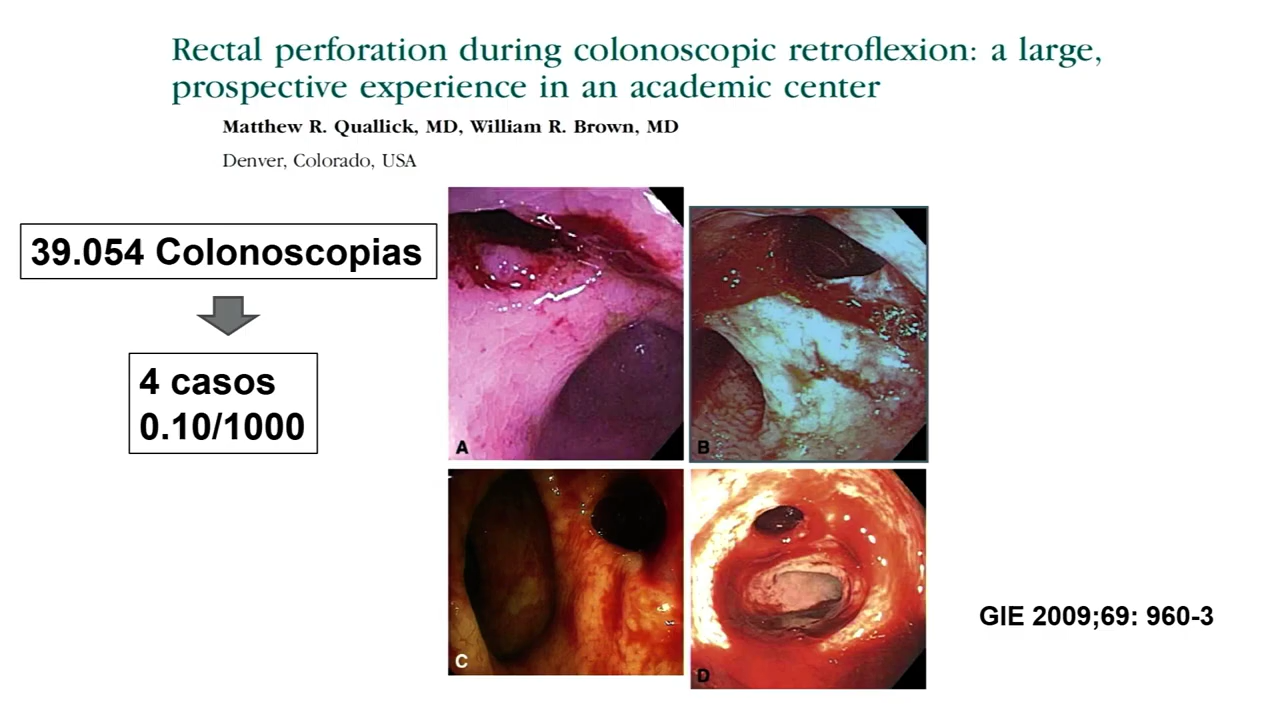 Rectal perforation during colonoscopic retroflexion: a large,
prospective experience in an academic center
Matthew R. Quallick, MD, William R. Brown, MD
Denver, Colorado, USA
39.054 Colonoscopias
4 casos
0.10/1000
A
B
C
D
GIE 2009;69: 960-3